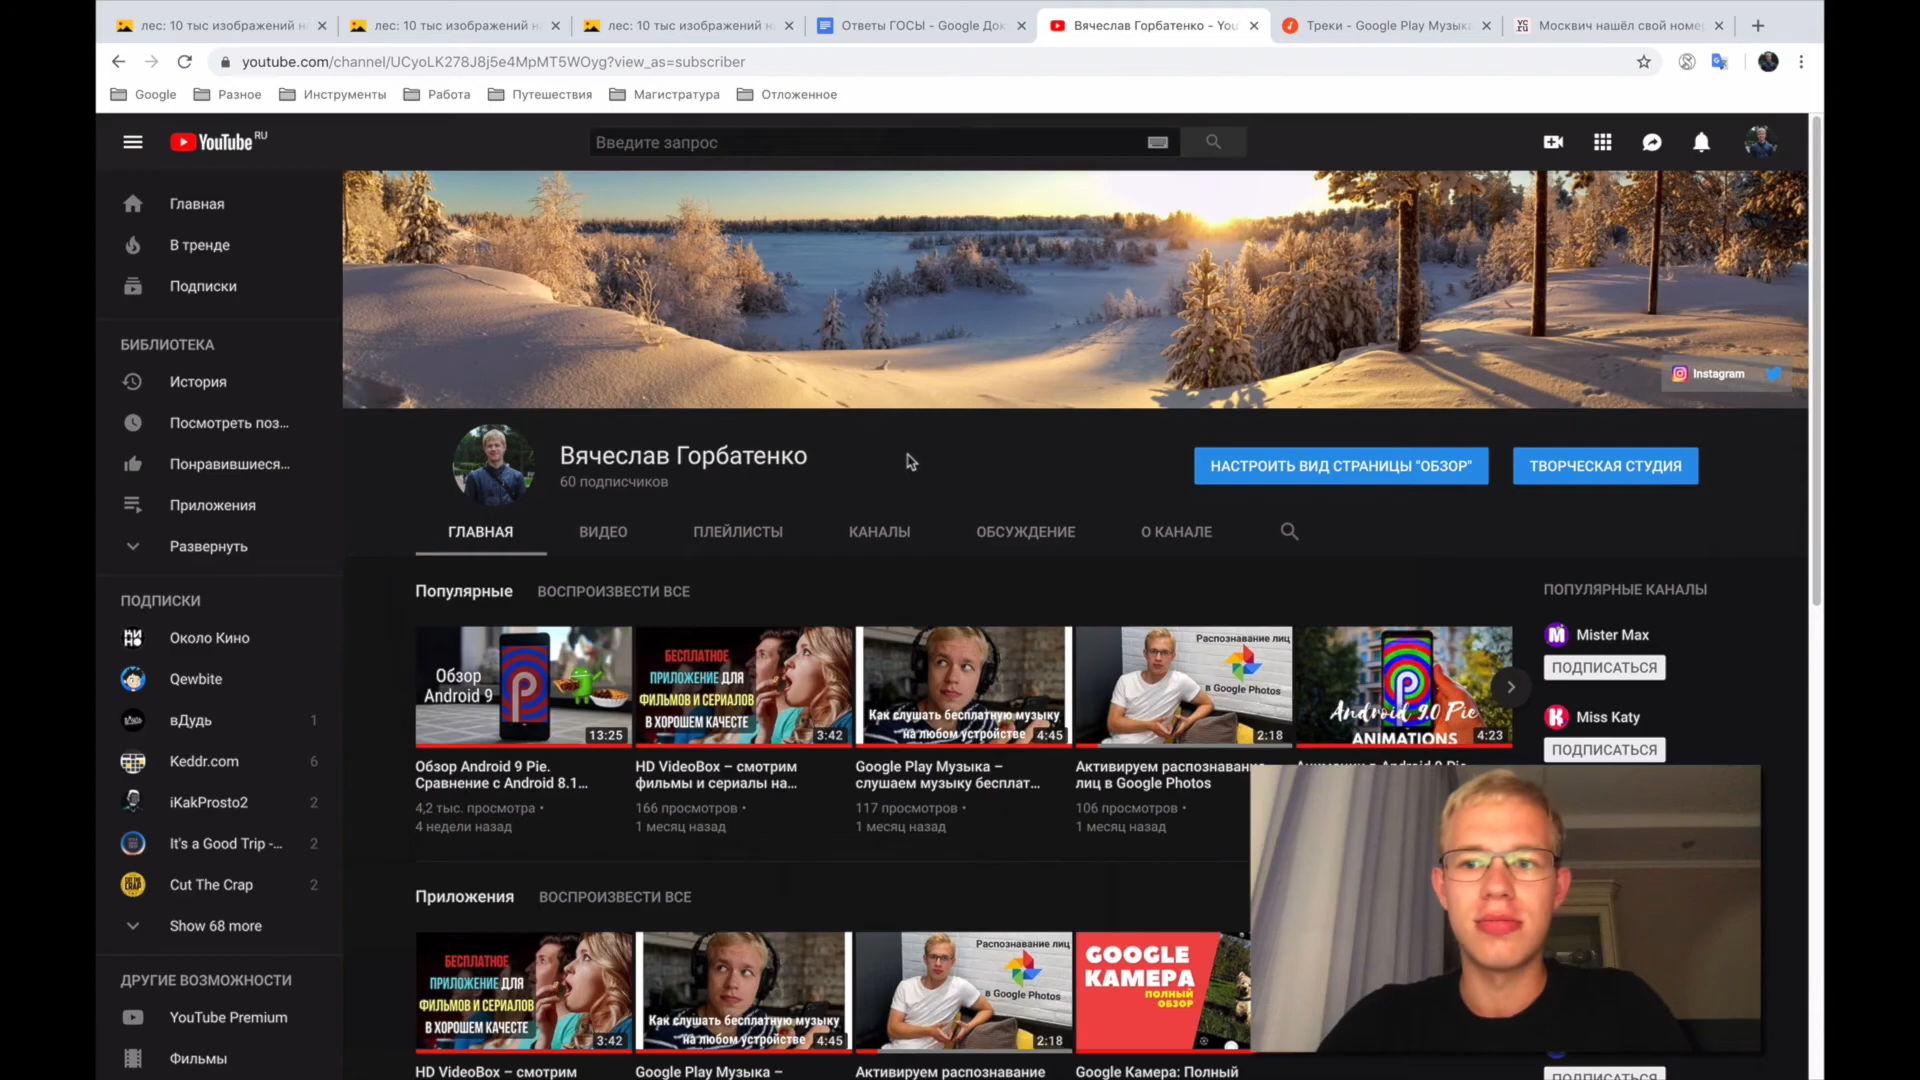 лес: 10 тыс изображений н
лес: 10 тыс изображений н
лес: 10 тыс изображений н
Ответы ГОСЫ - Google Док
Вячеслав Горбатенко - You
Треки - Google Play Музыка
Москвич нашёл свой номе
youtube.com/channel/UCyoLK278J8j5e4MpMT5WOyg?view_as=subscriber
Google
Разное
Инструменты
Работа
Путешествия
Магистратура
Отложенное
YouTube RU
Введите запрос
Главная
В тренде
Подписки
БИБЛИОТЕКА
История
Посмотреть поз...
Понравившиеся...
Приложения
Развернуть
ПОДПИСКИ
Около Кино
Qewbite
вДудь 1
Keddr.com 6
iKakProsto2 2
It's a Good Trip -... 2
Cut The Crap 2
Show 68 more
ДРУГИЕ ВОЗМОЖНОСТИ
YouTube Premium
Фильмы
Instagram
Вячеслав Горбатенко
60 подписчиков
НАСТРОИТЬ ВИД СТРАНИЦЫ "ОБЗОР"
ТВОРЧЕСКАЯ СТУДИЯ
ГЛАВНАЯ
ВИДЕО
ПЛЕЙЛИСТЫ
КАНАЛЫ
ОБСУЖДЕНИЕ
О КАНАЛЕ
Популярные
ВОСПРОИЗВЕСТИ ВСЕ
Обзор
Android 9
13:25
Обзор Android 9 Pie.
Сравнение с Android 8.1...
4,2 тыс. просмотра •
4 недели назад
БЕСПЛАТНОЕ
ПРИЛОЖЕНИЕ ДЛЯ
ФИЛЬМОВ И СЕРИАЛОВ
В ХОРОШЕМ КАЧЕСТВЕ
3:42
HD VideoBox – смотрим
фильмы и сериалы на...
166 просмотров •
1 месяц назад
Как слушать бесплатную музыку
на любом устройстве
4:45
Google Play Музыка –
слушаем музыку бесплат...
117 просмотров •
1 месяц назад
Распознавание лиц
в Google Photos
2:18
Активируем распознавание
лиц в Google Photos
106 просмотров •
1 месяц назад
Android 9.0 Pie
ANIMATIONS
4:23
ПОПУЛЯРНЫЕ КАНАЛЫ
Mister Max
ПОДПИСАТЬСЯ
Miss Katy
ПОДПИСАТЬСЯ
Приложения
ВОСПРОИЗВЕСТИ ВСЕ
БЕСПЛАТНОЕ
ПРИЛОЖЕНИЕ ДЛЯ
ФИЛЬМОВ И СЕРИАЛОВ
В ХОРОШЕМ КАЧЕСТВЕ
3:42
HD VideoBox – смотрим
Как слушать бесплатную музыку
на любом устройстве
4:45
Google Play Музыка –
Распознавание лиц
в Google Photos
2:18
Активируем распознавание
GOOGLE
КАМЕРА
ПОЛНЫЙ
ОБЗОР
Google Камера: Полный
ПОДПИСАТЬСЯ